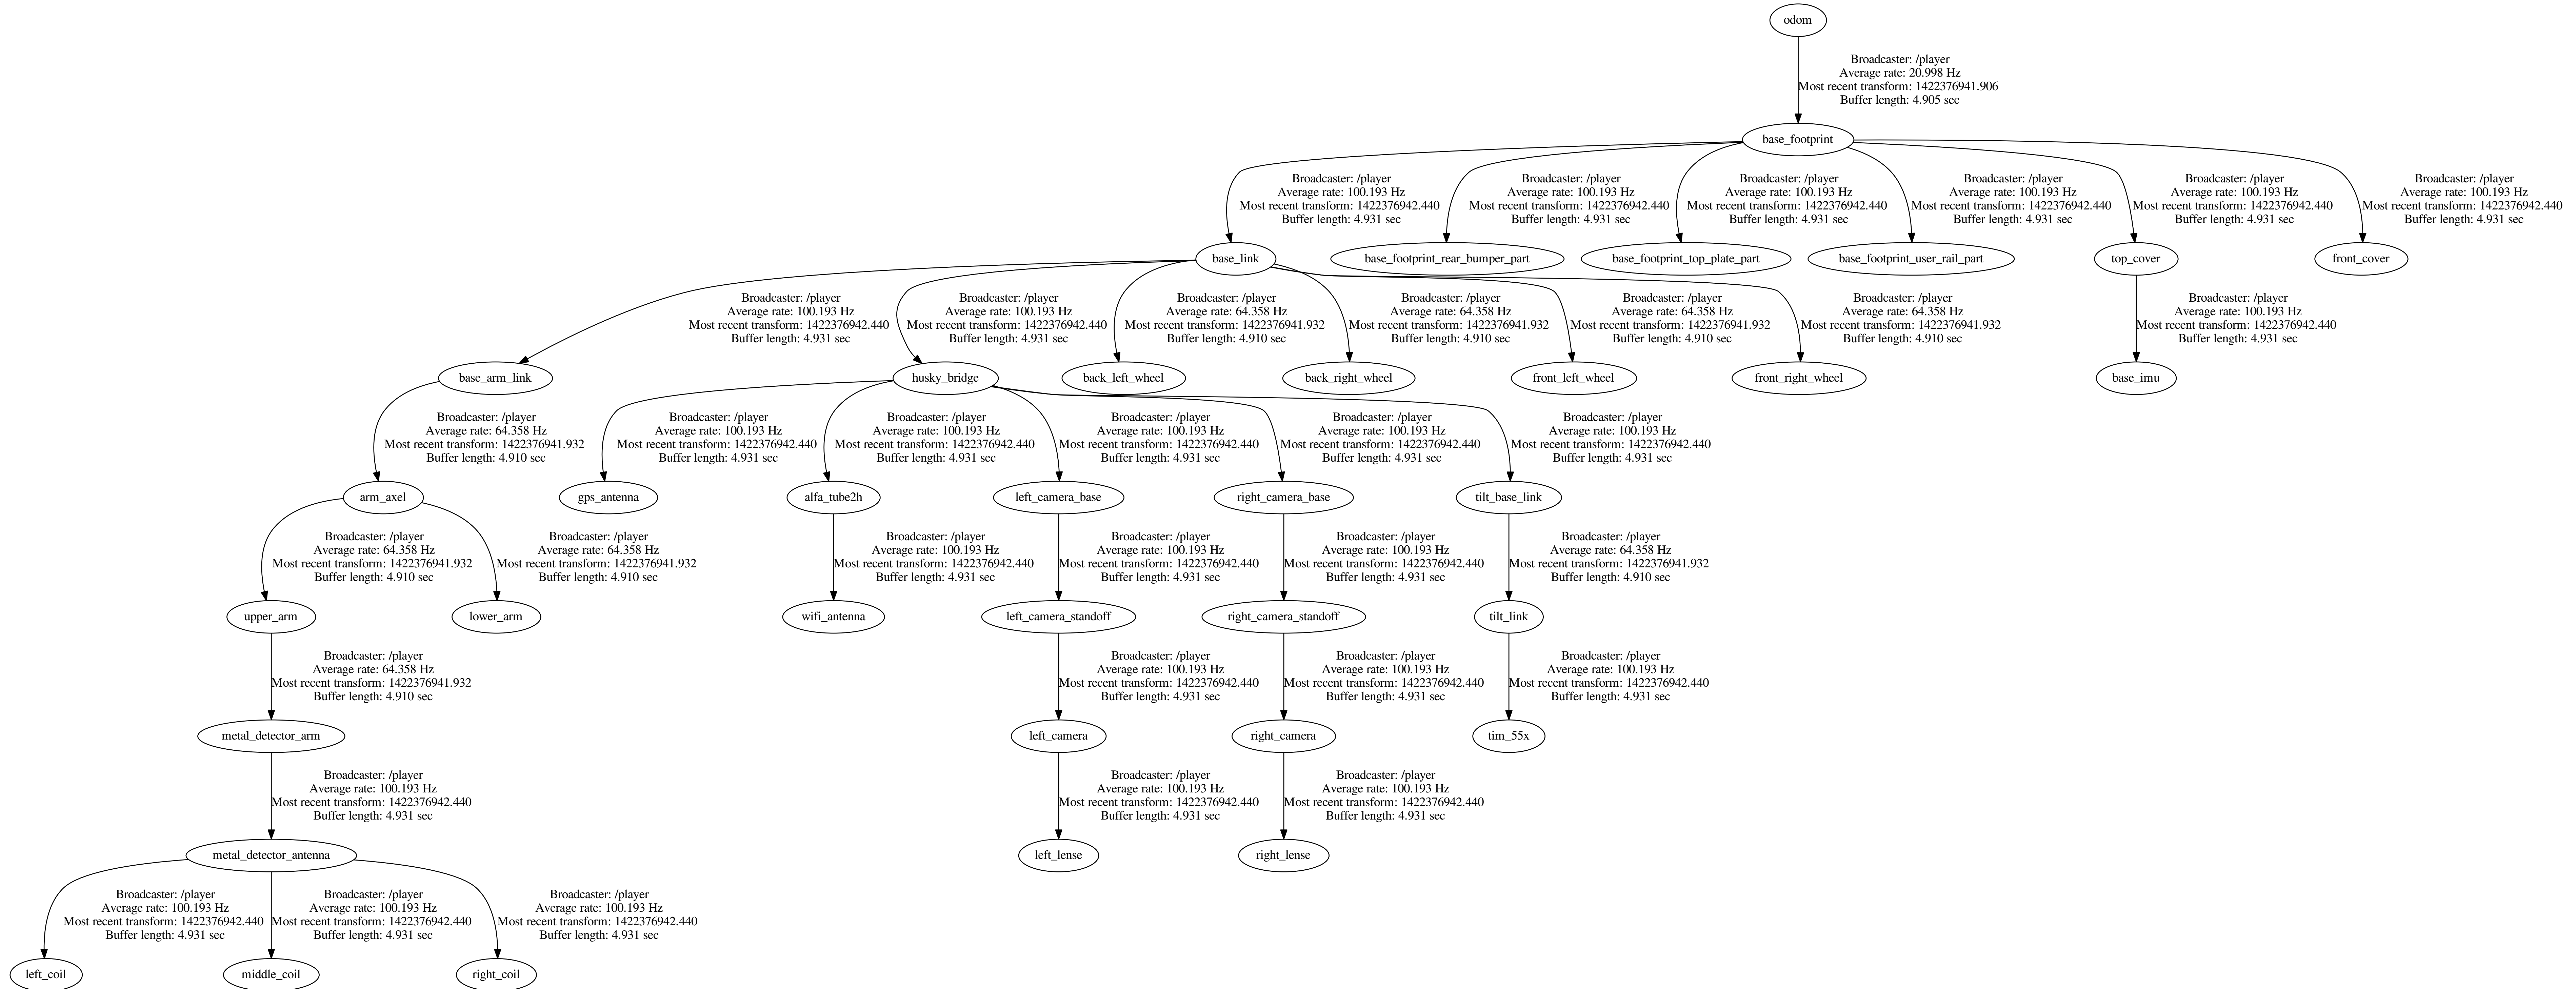 odom
Broadcaster: /player
Average rate: 20.998 Hz
Most recent transform: 1422376941.906
Buffer length: 4.905 sec
base_footprint
Broadcaster: /player
Average rate: 100.193 Hz
Most recent transform: 1422376942.440
Buffer length: 4.931 sec
Broadcaster: /player
Average rate: 100.193 Hz
Most recent transform: 1422376942.440
Buffer length: 4.931 sec
Broadcaster: /player
Average rate: 100.193 Hz
Most recent transform: 1422376942.440
Buffer length: 4.931 sec
Broadcaster: /player
Average rate: 100.193 Hz
Most recent transform: 1422376942.440
Buffer length: 4.931 sec
Broadcaster: /player
Average rate: 100.193 Hz
Most recent transform: 1422376942.440
Buffer length: 4.931 sec
Broadcaster: /player
Average rate: 100.193 Hz
Most recent transform: 1422376942.440
Buffer length: 4.931 sec
base_link
base_footprint_rear_bumper_part
base_footprint_top_plate_part
base_footprint_user_rail_part
top_cover
front_cover
Broadcaster: /player
Average rate: 100.193 Hz
Most recent transform: 1422376942.440
Buffer length: 4.931 sec
Broadcaster: /player
Average rate: 100.193 Hz
Most recent transform: 1422376942.440
Buffer length: 4.931 sec
Broadcaster: /player
Average rate: 64.358 Hz
Most recent transform: 1422376941.932
Buffer length: 4.910 sec
Broadcaster: /player
Average rate: 64.358 Hz
Most recent transform: 1422376941.932
Buffer length: 4.910 sec
Broadcaster: /player
Average rate: 64.358 Hz
Most recent transform: 1422376941.932
Buffer length: 4.910 sec
Broadcaster: /player
Average rate: 64.358 Hz
Most recent transform: 1422376941.932
Buffer length: 4.910 sec
Broadcaster: /player
Average rate: 100.193 Hz
Most recent transform: 1422376942.440
Buffer length: 4.931 sec
base_arm_link
husky_bridge
back_left_wheel
back_right_wheel
front_left_wheel
front_right_wheel
base_imu
Broadcaster: /player
Average rate: 64.358 Hz
Most recent transform: 1422376941.932
Buffer length: 4.910 sec
Broadcaster: /player
Average rate: 100.193 Hz
Most recent transform: 1422376942.440
Buffer length: 4.931 sec
Broadcaster: /player
Average rate: 100.193 Hz
Most recent transform: 1422376942.440
Buffer length: 4.931 sec
Broadcaster: /player
Average rate: 100.193 Hz
Most recent transform: 1422376942.440
Buffer length: 4.931 sec
Broadcaster: /player
Average rate: 100.193 Hz
Most recent transform: 1422376942.440
Buffer length: 4.931 sec
Broadcaster: /player
Average rate: 100.193 Hz
Most recent transform: 1422376942.440
Buffer length: 4.931 sec
arm_axel
gps_antenna
alfa_tube2h
left_camera_base
right_camera_base
tilt_base_link
Broadcaster: /player
Average rate: 64.358 Hz
Most recent transform: 1422376941.932
Buffer length: 4.910 sec
Broadcaster: /player
Average rate: 64.358 Hz
Most recent transform: 1422376941.932
Buffer length: 4.910 sec
Broadcaster: /player
Average rate: 100.193 Hz
Most recent transform: 1422376942.440
Buffer length: 4.931 sec
Broadcaster: /player
Average rate: 100.193 Hz
Most recent transform: 1422376942.440
Buffer length: 4.931 sec
Broadcaster: /player
Average rate: 100.193 Hz
Most recent transform: 1422376942.440
Buffer length: 4.931 sec
Broadcaster: /player
Average rate: 64.358 Hz
Most recent transform: 1422376941.932
Buffer length: 4.910 sec
upper_arm
lower_arm
wifi_antenna
left_camera_standoff
right_camera_standoff
tilt_link
Broadcaster: /player
Average rate: 64.358 Hz
Most recent transform: 1422376941.932
Buffer length: 4.910 sec
Broadcaster: /player
Average rate: 100.193 Hz
Most recent transform: 1422376942.440
Buffer length: 4.931 sec
Broadcaster: /player
Average rate: 100.193 Hz
Most recent transform: 1422376942.440
Buffer length: 4.931 sec
Broadcaster: /player
Average rate: 100.193 Hz
Most recent transform: 1422376942.440
Buffer length: 4.931 sec
metal_detector_arm
left_camera
right_camera
tim_55x
Broadcaster: /player
Average rate: 100.193 Hz
Most recent transform: 1422376942.440
Buffer length: 4.931 sec
Broadcaster: /player
Average rate: 100.193 Hz
Most recent transform: 1422376942.440
Buffer length: 4.931 sec
Broadcaster: /player
Average rate: 100.193 Hz
Most recent transform: 1422376942.440
Buffer length: 4.931 sec
metal_detector_antenna
left_lense
right_lense
Broadcaster: /player
Average rate: 100.193 Hz
Most recent transform: 1422376942.440
Buffer length: 4.931 sec
Broadcaster: /player
Average rate: 100.193 Hz
Most recent transform: 1422376942.440
Buffer length: 4.931 sec
Broadcaster: /player
Average rate: 100.193 Hz
Most recent transform: 1422376942.440
Buffer length: 4.931 sec
left_coil
middle_coil
right_coil